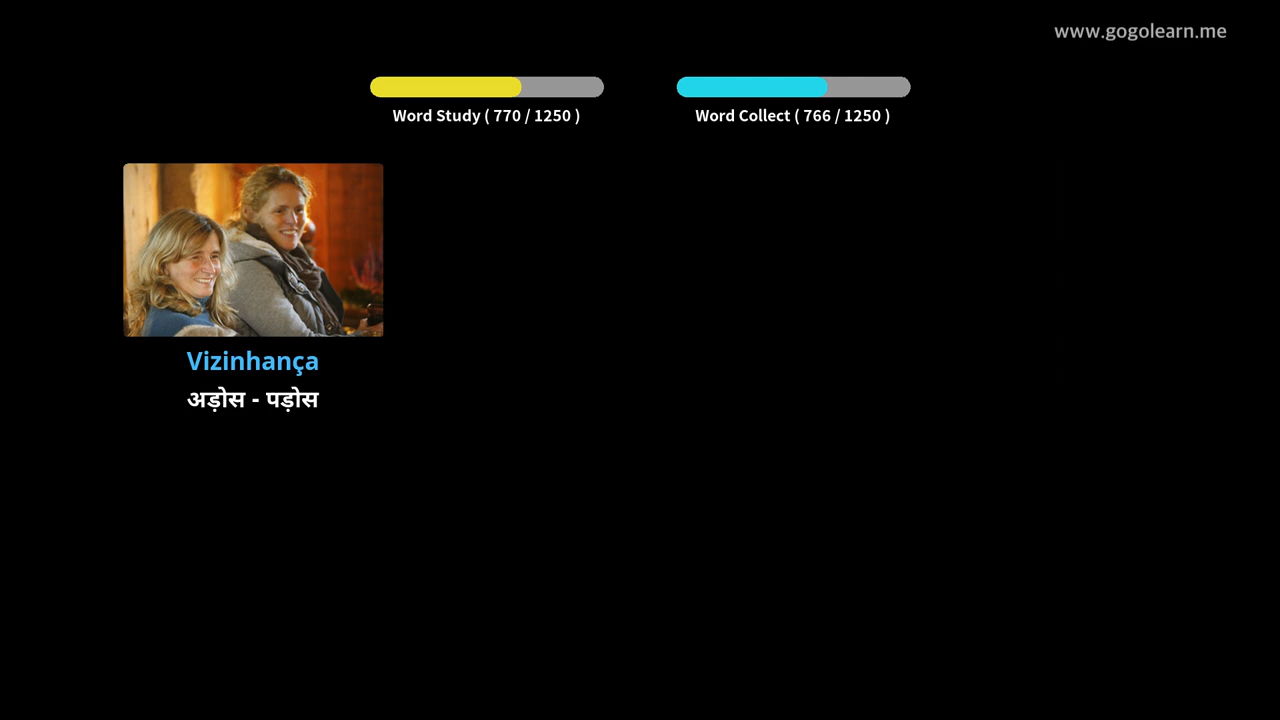 www.gogolearn.me
Word Study ( 770 / 1250 )
Word Collect ( 766 / 1250 )
Vizinhança
अड़ोस - पड़ोस